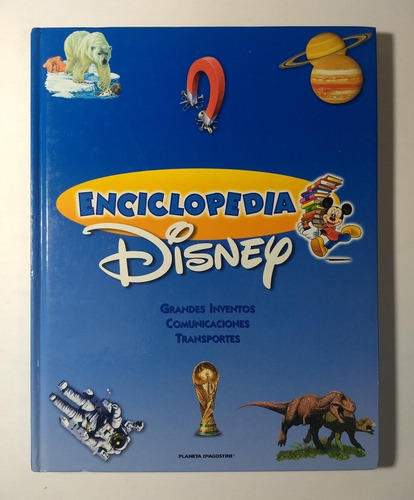 ENCICLOPEDIA
DISNEY
GRANDES INVENTOS
COMUNICACIONES
TRANSPORTES
PLANETA DEAGOSTINI